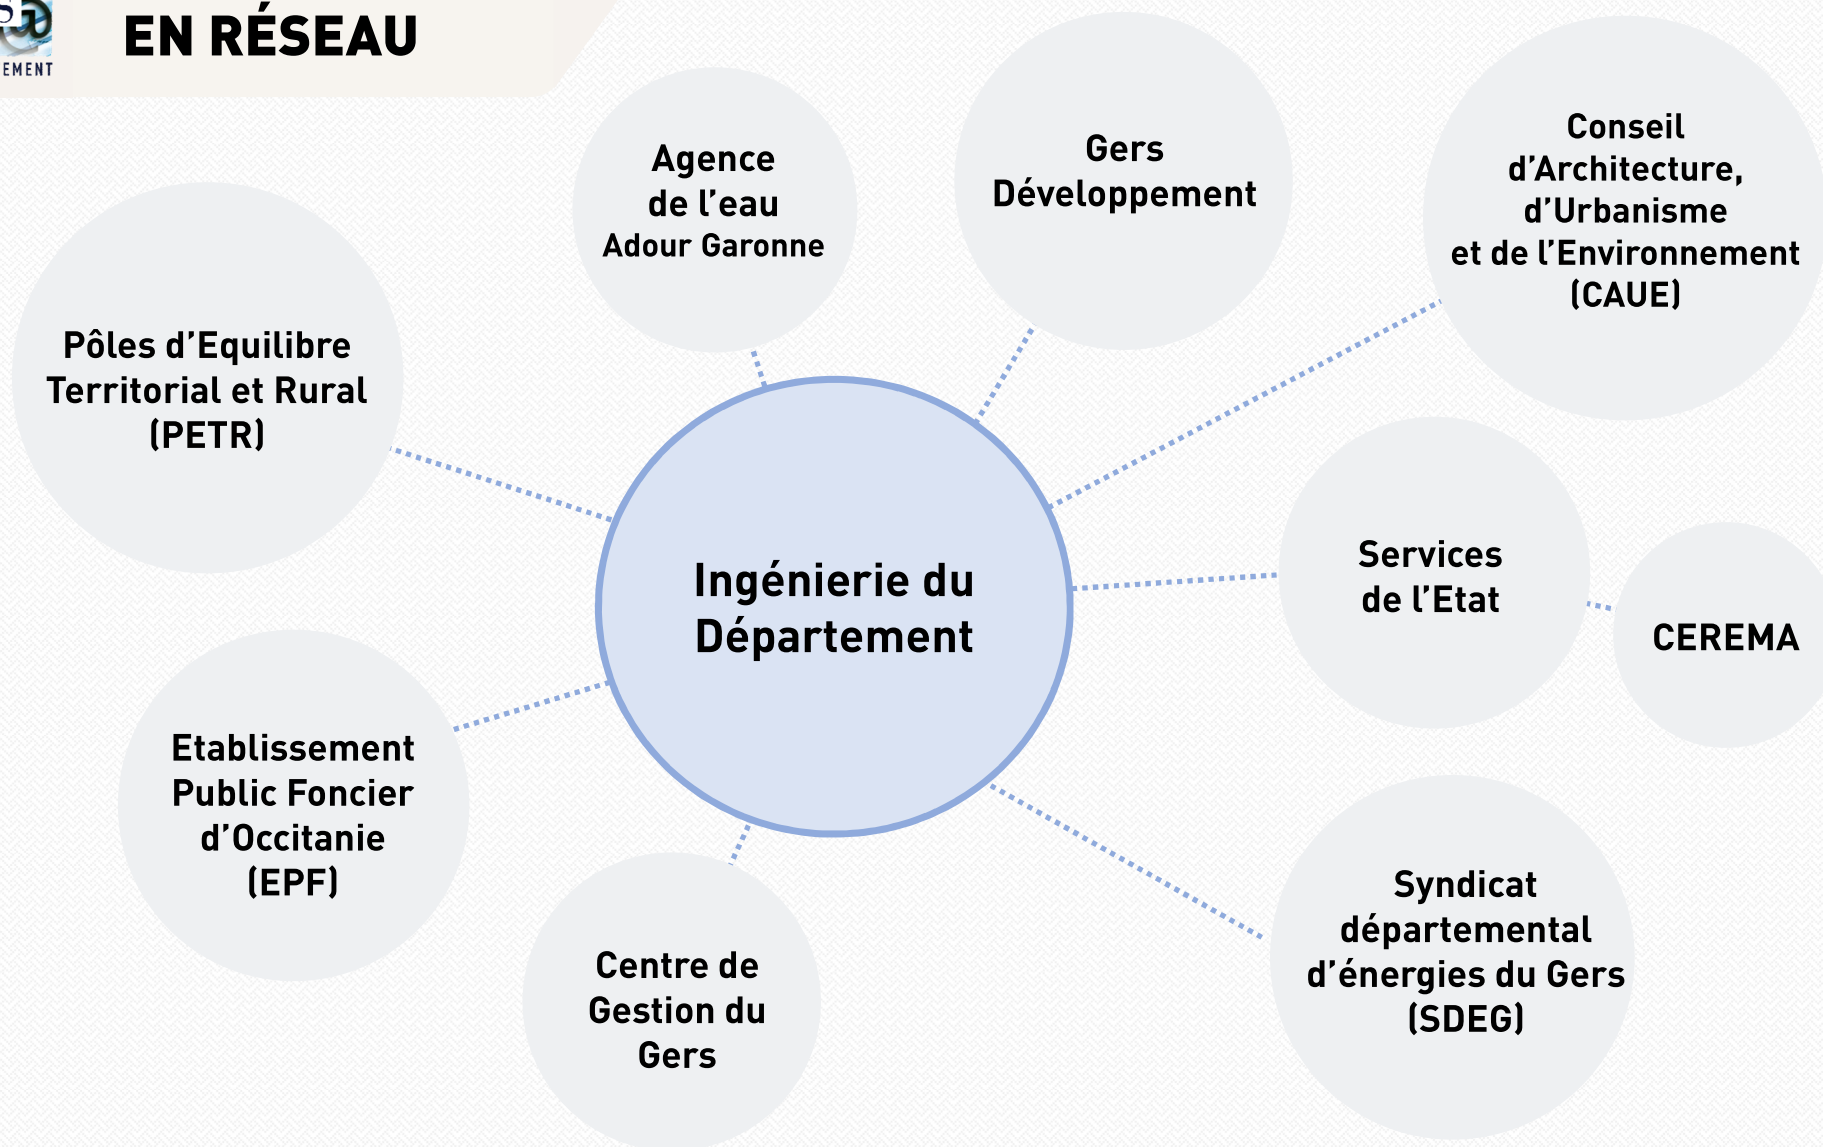 EN RÉSEAU
Agence
de l’eau
Adour Garonne
Gers
Développement
Conseil
d’Architecture,
d’Urbanisme
et de l’Environnement
(CAUE)
Pôles d’Equilibre
Territorial et Rural
(PETR)
Ingénierie du
Département
Services
de l’Etat
CEREMA
Etablissement
Public Foncier
d’Occitanie
(EPF)
Centre de
Gestion du
Gers
Syndicat
départemental
d’énergies du Gers
(SDEG)